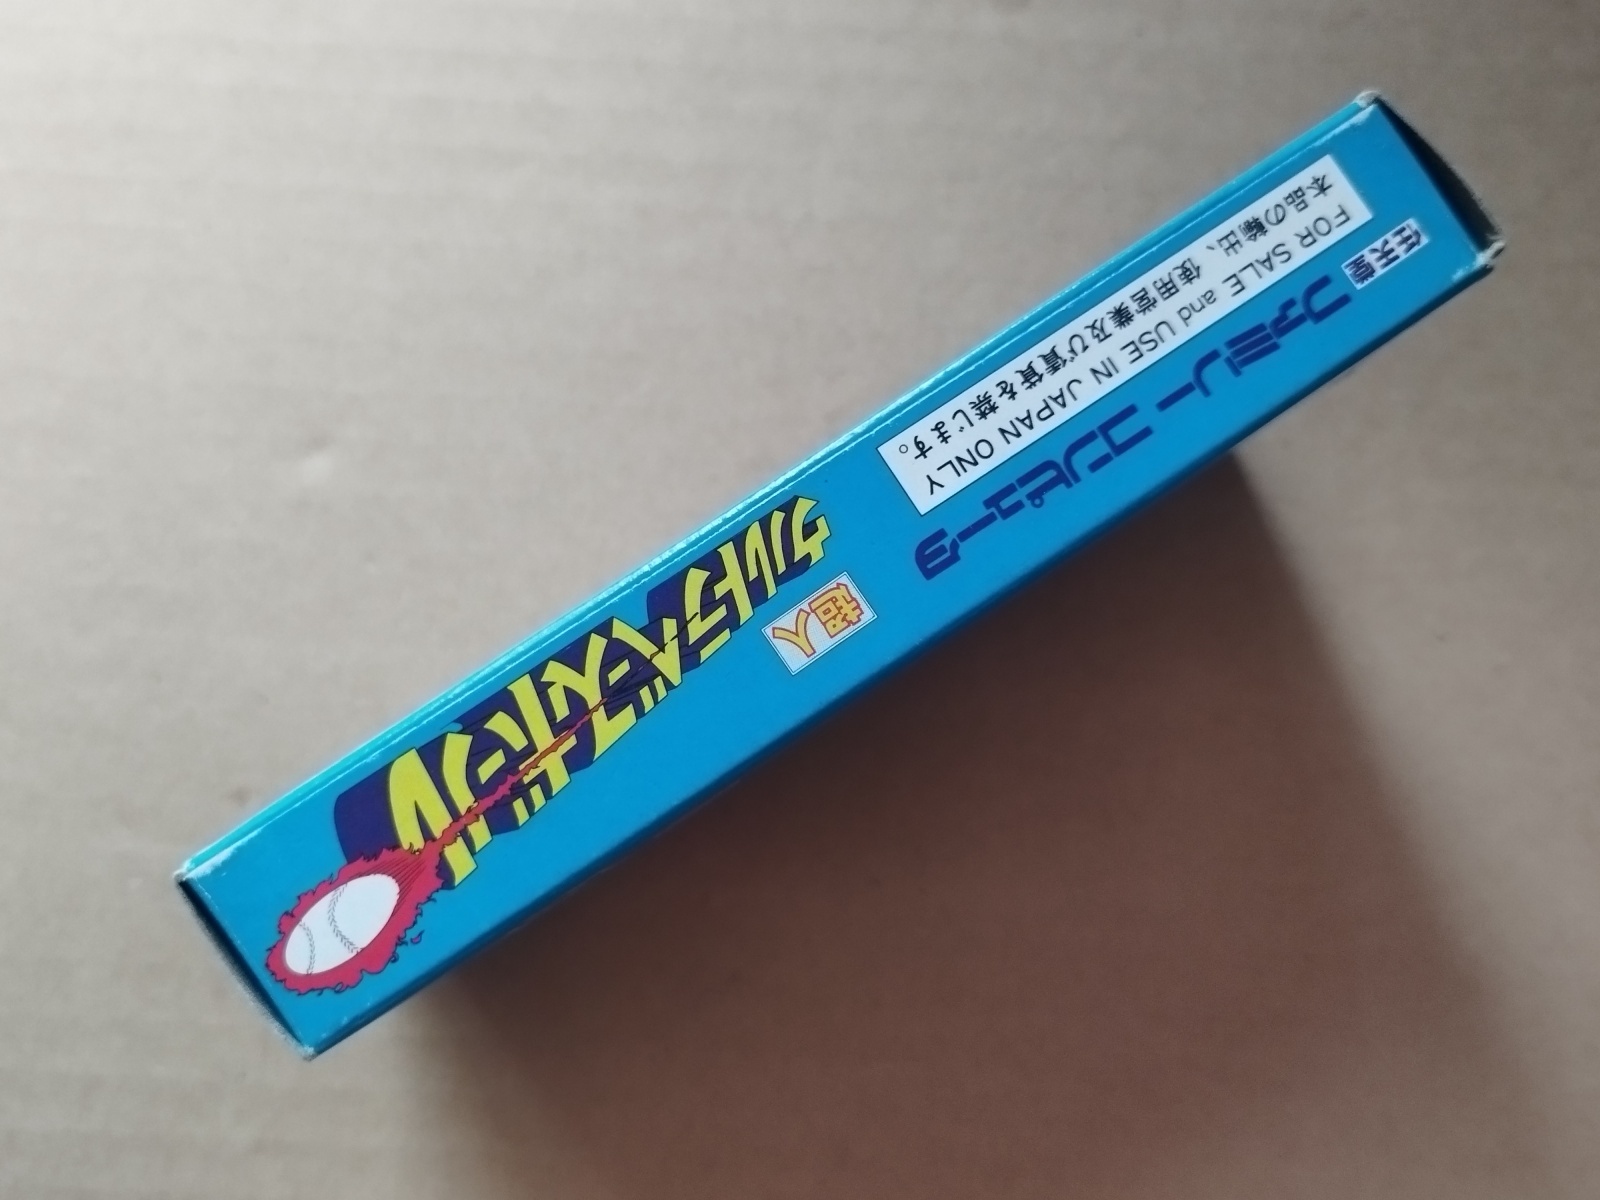 任天堂
ファミリー コンピュータ
FOR SALE and USE IN JAPAN ONLY
本品の輸出、使用営業及び賃貸を禁じます。
超人
ウルトラベースボール